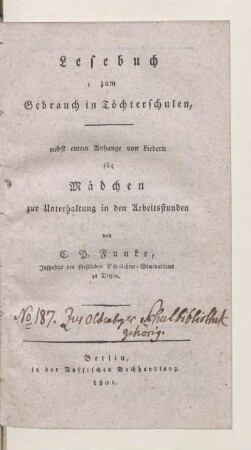 Lesebuch
zum
Gebrauch in Töchterschulen,
nebst einem Anhange von Liedern
für
Mädchen
zur Unterhaltung in den Arbeitsstunden
von
C. P. Funke,
Inspektor des fürstlichen Schullehrer-Seminariums
zu Dessau.
No 187. Zur Oldenburger Schulbibliothek
gehörig.
Berlin,
in der Vossischen Buchhandlung
1801.